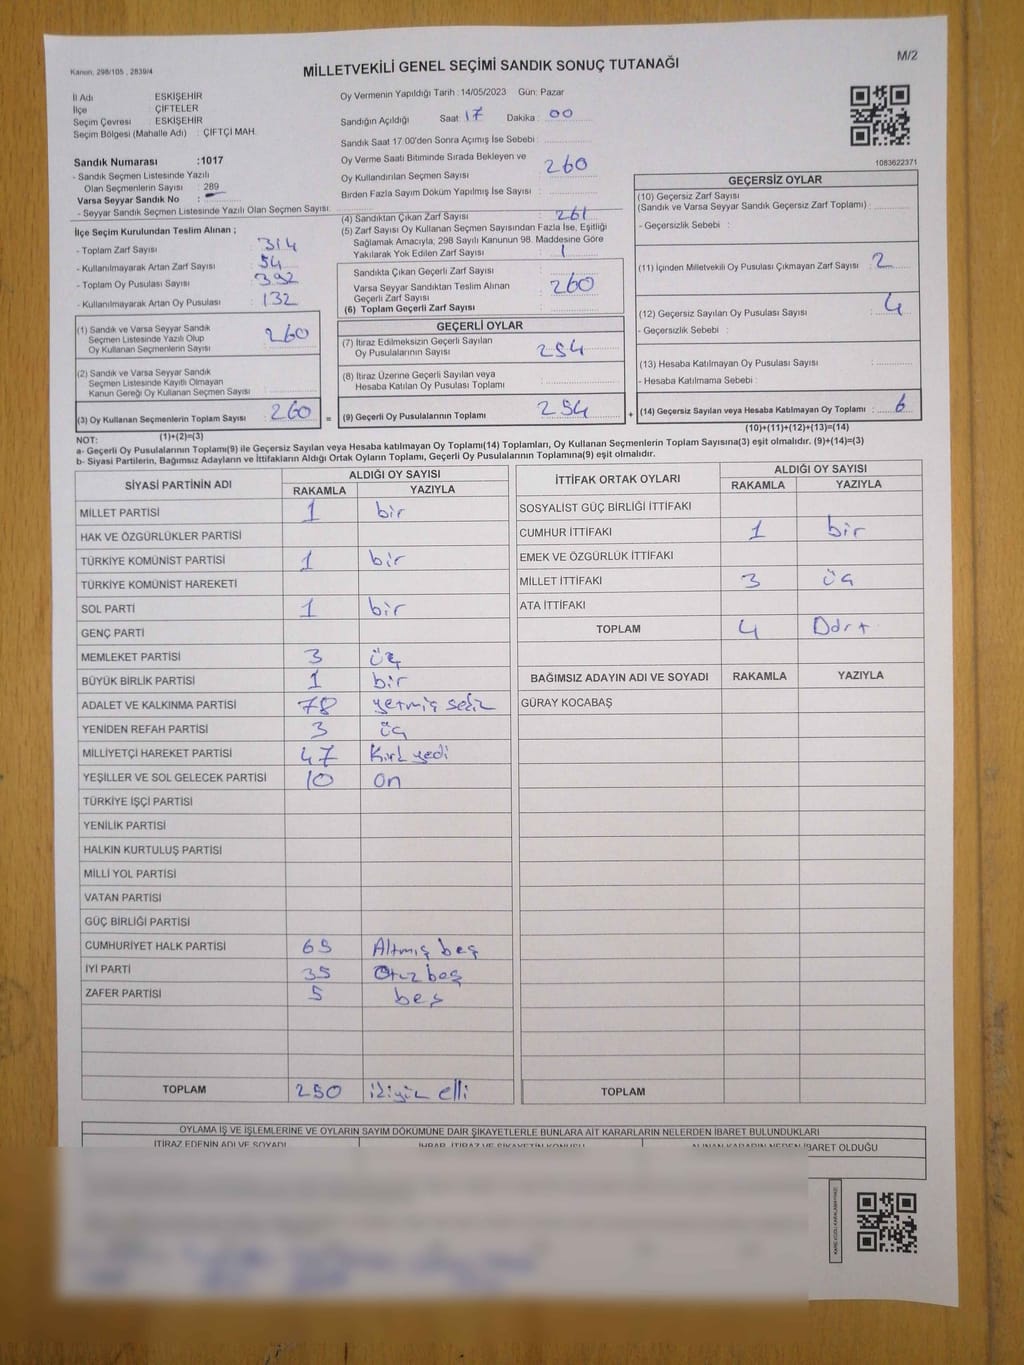 Kanun, 298/105 , 2839/4
MİLLETVEKİLİ GENEL SEÇİMİ SANDIK SONUÇ TUTANAĞI
M/2
İl Adı : ESKİŞEHİR
İlçe : ÇİFTELER
Seçim Çevresi : ESKİŞEHİR
Seçim Bölgesi (Mahalle Adı) : ÇİFTÇİ MAH.
Sandık Numarası :1017
- Sandık Seçmen Listesinde Yazılı
Olan Seçmenlerin Sayısı : 289
Varsa Seyyar Sandık No :
- Seyyar Sandık Seçmen Listesinde Yazılı Olan Seçmen Sayısı:
Oy Vermenin Yapıldığı Tarih : 14/05/2023 Gün: Pazar
Sandığın Açıldığı Saat: 17 Dakika : 00
Sandık Saat 17.00'den Sonra Açımış İse Sebebi :
Oy Verme Saati Bitiminde Sırada Bekleyen ve
Oy Kullandırılan Seçmen Sayısı : 260
Birden Fazla Sayım Döküm Yapılmış İse Sayısı :
1083622371
İlçe Seçim Kurulundan Teslim Alınan ;
- Toplam Zarf Sayısı : 314
- Kullanılmayarak Artan Zarf Sayısı : 54
- Toplam Oy Pusulası Sayısı : 392
- Kullanılmayarak Artan Oy Pusulası : 132
(4) Sandıktan Çıkan Zarf Sayısı : 261
(5) Zarf Sayısı Oy Kullanan Seçmen Sayısından Fazla İse, Eşitliği
Sağlamak Amacıyla, 298 Sayılı Kanunun 98. Maddesine Göre
Yakılarak Yok Edilen Zarf Sayısı : 1
Sandıkta Çıkan Geçerli Zarf Sayısı
Varsa Seyyar Sandıktan Teslim Alınan
Geçerli Zarf Sayısı : 260
(6) Toplam Geçerli Zarf Sayısı :
GEÇERSİZ OYLAR
(10) Geçersiz Zarf Sayısı
(Sandık ve Varsa Seyyar Sandık Geçersiz Zarf Toplamı) :
- Geçersizlik Sebebi :
(11) İçinden Milletvekili Oy Pusulası Çıkmayan Zarf Sayısı : 2
(12) Geçersiz Sayılan Oy Pusulası Sayısı : 4
- Geçersizlik Sebebi :
(13) Hesaba Katılmayan Oy Pusulası Sayısı :
- Hesaba Katılmama Sebebi :
(14) Geçersiz Sayılan veya Hesaba Katılmayan Oy Toplamı : 6
(10)+(11)+(12)+(13)=(14)
(1) Sandık ve Varsa Seyyar Sandık
Seçmen Listesinde Yazılı Olup
Oy Kullanan Seçmenlerin Sayısı : 260
(2) Sandık ve Varsa Seyyar Sandık
Seçmen Listesinde Kayıtlı Olmayan
Kanun Gereği Oy Kullanan Seçmen Sayısı :
(3) Oy Kullanan Seçmenlerin Toplam Sayısı : 260 =
(1)+(2)=(3)
GEÇERLİ OYLAR
(7) İtiraz Edilmeksizin Geçerli Sayılan
Oy Pusulalarının Sayısı : 254
(8) İtiraz Üzerine Geçerli Sayılan veya
Hesaba Katılan Oy Pusulası Toplamı :
(9) Geçerli Oy Pusulalarının Toplamı : 254 +
NOT:
a- Geçerli Oy Pusulalarının Toplamı(9) ile Geçersiz Sayılan veya Hesaba katılmayan Oy Toplamı(14) Toplamları, Oy Kullanan Seçmenlerin Toplam Sayısına(3) eşit olmalıdır. (9)+(14)=(3)
b- Siyasi Partilerin, Bağımsız Adayların ve İttifakların Aldığı Ortak Oyların Toplamı, Geçerli Oy Pusulalarının Toplamına(9) eşit olmalıdır.
SİYASİ PARTİNİN ADI ALDIĞI OY SAYISI
RAKAMLA YAZIYLA
MİLLET PARTİSİ 1 bir
HAK VE ÖZGÜRLÜKLER PARTİSİ
TÜRKİYE KOMÜNİST PARTİSİ 1 bir
TÜRKİYE KOMÜNİST HAREKETİ
SOL PARTİ 1 bir
GENÇ PARTİ
MEMLEKET PARTİSİ 3 üç
BÜYÜK BİRLİK PARTİSİ 1 bir
ADALET VE KALKINMA PARTİSİ 78 yetmiş sekiz
YENİDEN REFAH PARTİSİ 3 üç
MİLLİYETÇİ HAREKET PARTİSİ 47 Kırk yedi
YEŞİLLER VE SOL GELECEK PARTİSİ 10 on
TÜRKİYE İŞÇİ PARTİSİ
YENİLİK PARTİSİ
HALKIN KURTULUŞ PARTİSİ
MİLLİ YOL PARTİSİ
VATAN PARTİSİ
GÜÇ BİRLİĞİ PARTİSİ
CUMHURİYET HALK PARTİSİ 65 Altmış beş
İYİ PARTİ 35 Otuz beş
ZAFER PARTİSİ 5 beş
TOPLAM 250 ikiyüz elli
İTTİFAK ORTAK OYLARI ALDIĞI OY SAYISI
RAKAMLA YAZIYLA
SOSYALİST GÜÇ BİRLİĞİ İTTİFAKI
CUMHUR İTTİFAKI 1 bir
EMEK VE ÖZGÜRLÜK İTTİFAKI
MİLLET İTTİFAKI 3 üç
ATA İTTİFAKI
TOPLAM 4 Dört
BAĞIMSIZ ADAYIN ADI VE SOYADI RAKAMLA YAZIYLA
GÜRAY KOCABAŞ
TOPLAM
OYLAMA İŞ VE İŞLEMLERİNE VE OYLARIN SAYIM DÖKÜMÜNE DAİR ŞİKAYETLERLE BUNLARA AİT KARARLARIN NELERDEN İBARET BULUNDUKLARI
İTİRAZ EDENİN ADI VE SOYADI İHBAR, İTİRAZ VE ŞİKAYETİN KONUSU ALINAN KARARIN NEDEN İBARET OLDUĞU